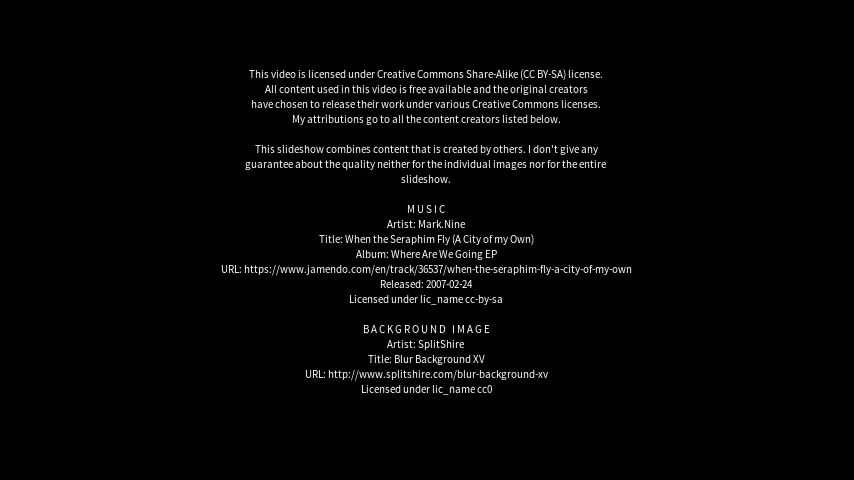 This video is licensed under Creative Commons Share-Alike (CC BY-SA) license.
All content used in this video is free available and the original creators
have chosen to release their work under various Creative Commons licenses.
My attributions go to all the content creators listed below.
This slideshow combines content that is created by others. I don't give any
guarantee about the quality neither for the individual images nor for the entire
slideshow.
MUSIC
Artist: Mark.Nine
Title: When the Seraphim Fly (A City of my Own)
Album: Where Are We Going EP
URL: https://www.jamendo.com/en/track/36537/when-the-seraphim-fly-a-city-of-my-own
Released: 2007-02-24
Licensed under lic_name cc-by-sa
BACKGROUND IMAGE
Artist: SplitShire
Title: Blur Background XV
URL: http://www.splitshire.com/blur-background-xv
Licensed under lic_name cc0